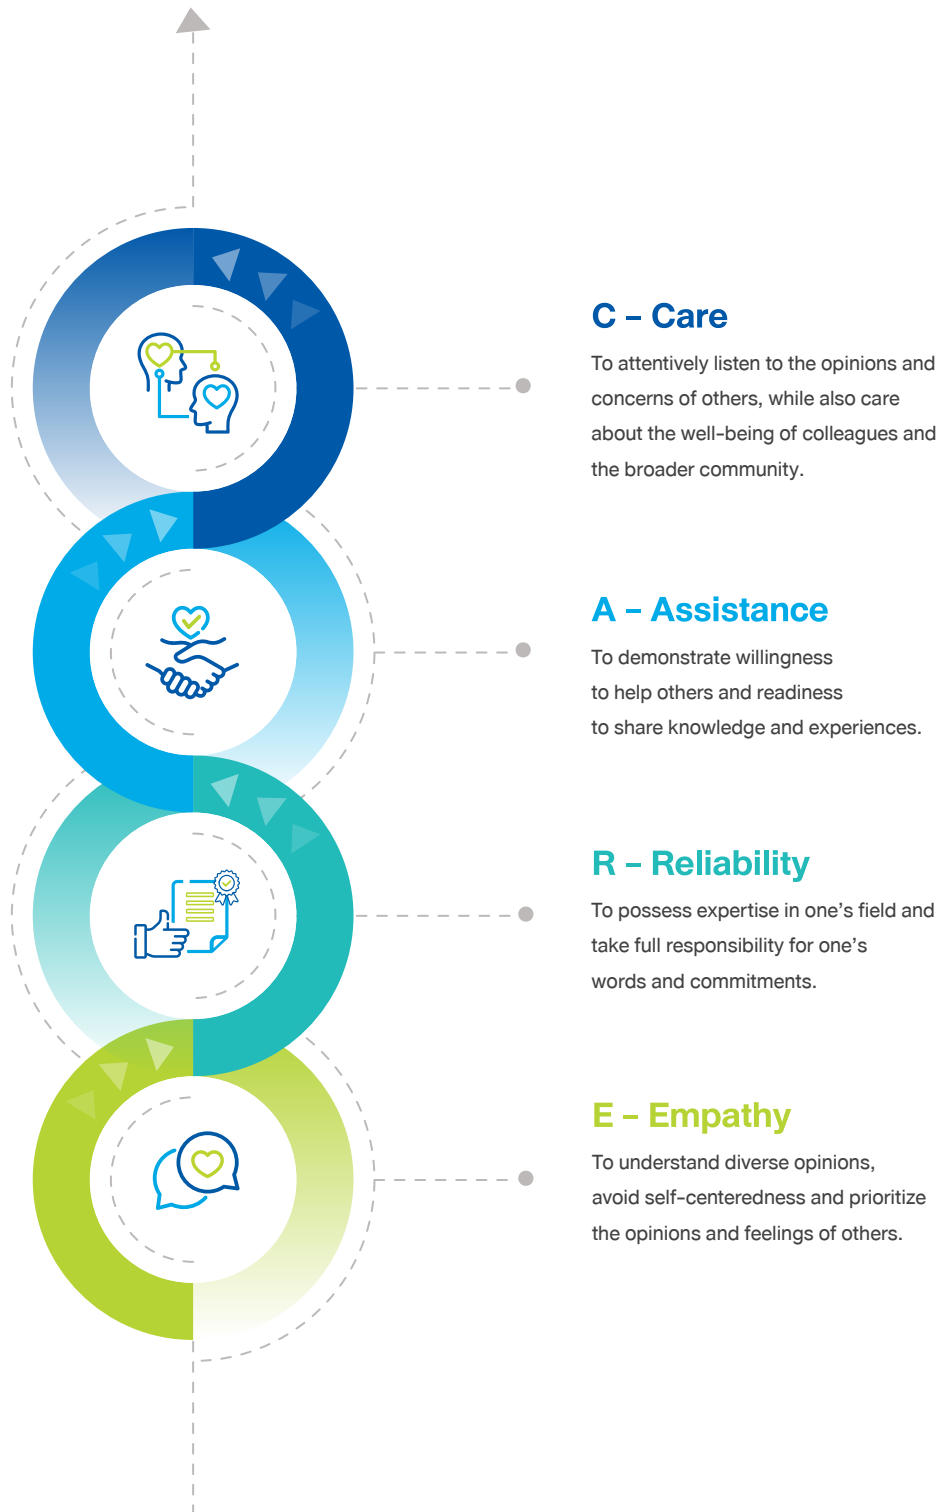 C – Care
To attentively listen to the opinions and
concerns of others, while also care
about the well-being of colleagues and
the broader community.
A – Assistance
To demonstrate willingness
to help others and readiness
to share knowledge and experiences.
R – Reliability
To possess expertise in one’s field and
take full responsibility for one’s
words and commitments.
E – Empathy
To understand diverse opinions,
avoid self-centeredness and prioritize
the opinions and feelings of others.